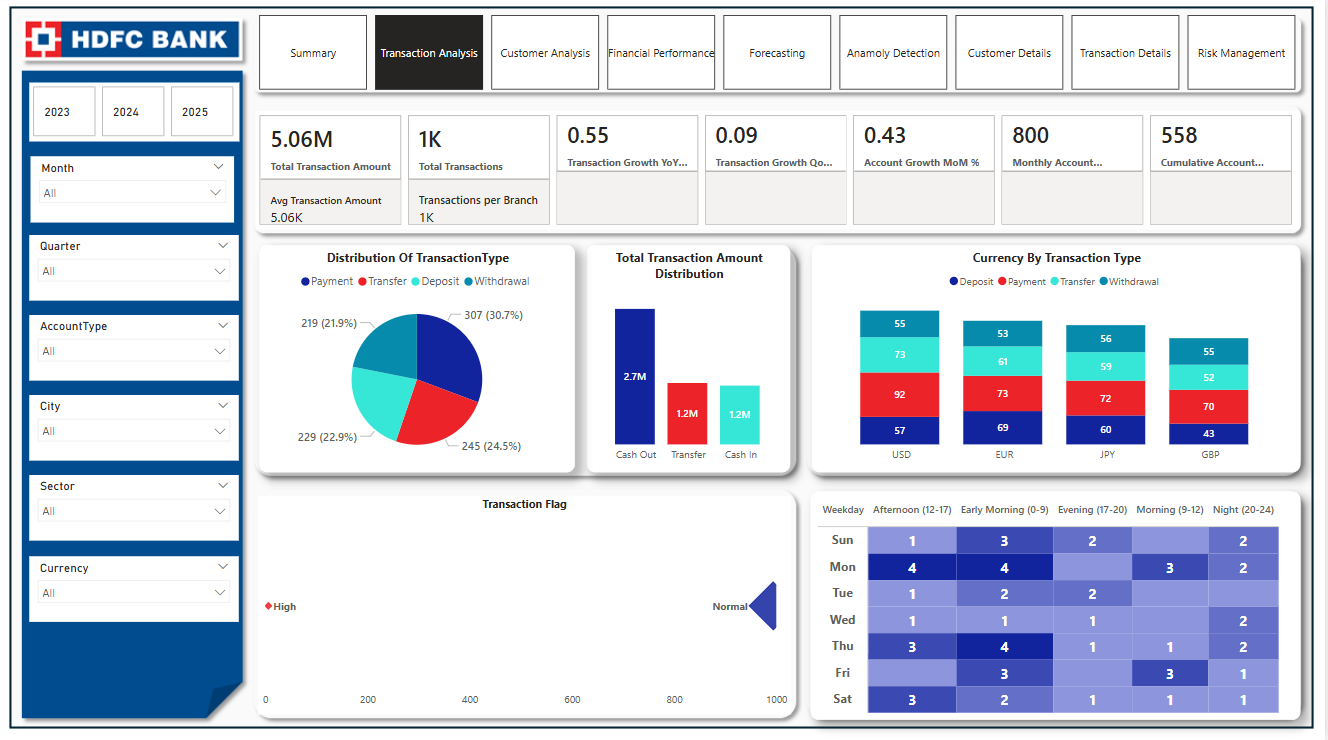 HDFC BANK
Summary
Transaction Analysis
Customer Analysis
Financial Performance
Forecasting
Anamoly Detection
Customer Details
Transaction Details
Risk Management
2023
2024
2025
Month
All
Quarter
All
AccountType
All
City
All
Sector
All
Currency
All
5.06M
Total Transaction Amount
Avg Transaction Amount
5.06K
1K
Total Transactions
Transactions per Branch
1K
0.55
Transaction Growth YoY...
0.09
Transaction Growth Qo...
0.43
Account Growth MoM %
800
Monthly Account...
558
Cumulative Account...
Distribution Of TransactionType
Payment Transfer Deposit Withdrawal
307 (30.7%)
219 (21.9%)
229 (22.9%)
245 (24.5%)
Total Transaction Amount
Distribution
2.7M 1.2M 1.2M
Cash Out Transfer Cash In
Currency By Transaction Type
Deposit Payment Transfer Withdrawal
55 53 56 55
73 61 59 52
92 73 72 70
57 69 60 43
USD EUR JPY GBP
Transaction Flag
High Normal
0 200 400 600 800 1000
Weekday Afternoon (12-17) Early Morning (0-9) Evening (17-20) Morning (9-12) Night (20-24)
Sun 1 3 2 2
Mon 4 4 3 2
Tue 1 2 2
Wed 1 1 1 2
Thu 3 4 1 1 2
Fri 3 3 1
Sat 3 2 1 1 1